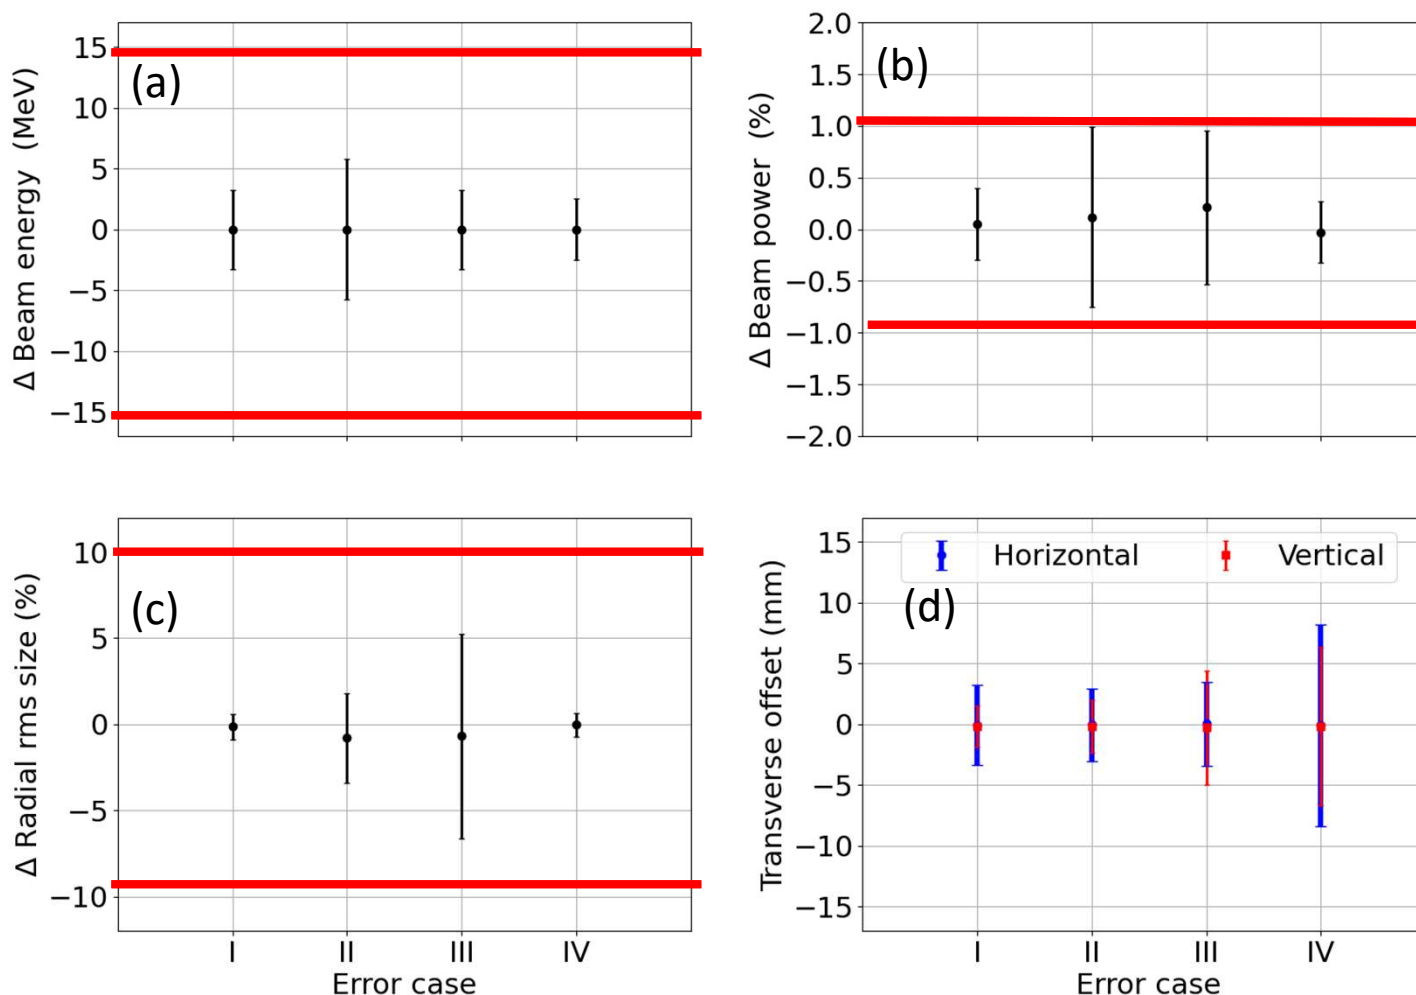 Δ Beam energy (MeV)
15
10
5
0
−5
−10
−15
(a)
Δ Beam power (%)
2.0
1.5
1.0
0.5
0.0
−0.5
−1.0
−1.5
−2.0
(b)
Δ Radial rms size (%)
10
5
0
−5
−10
(c)
I II III IV
Error case
Transverse offset (mm)
15
10
5
0
−5
−10
−15
Horizontal Vertical
(d)
I II III IV
Error case